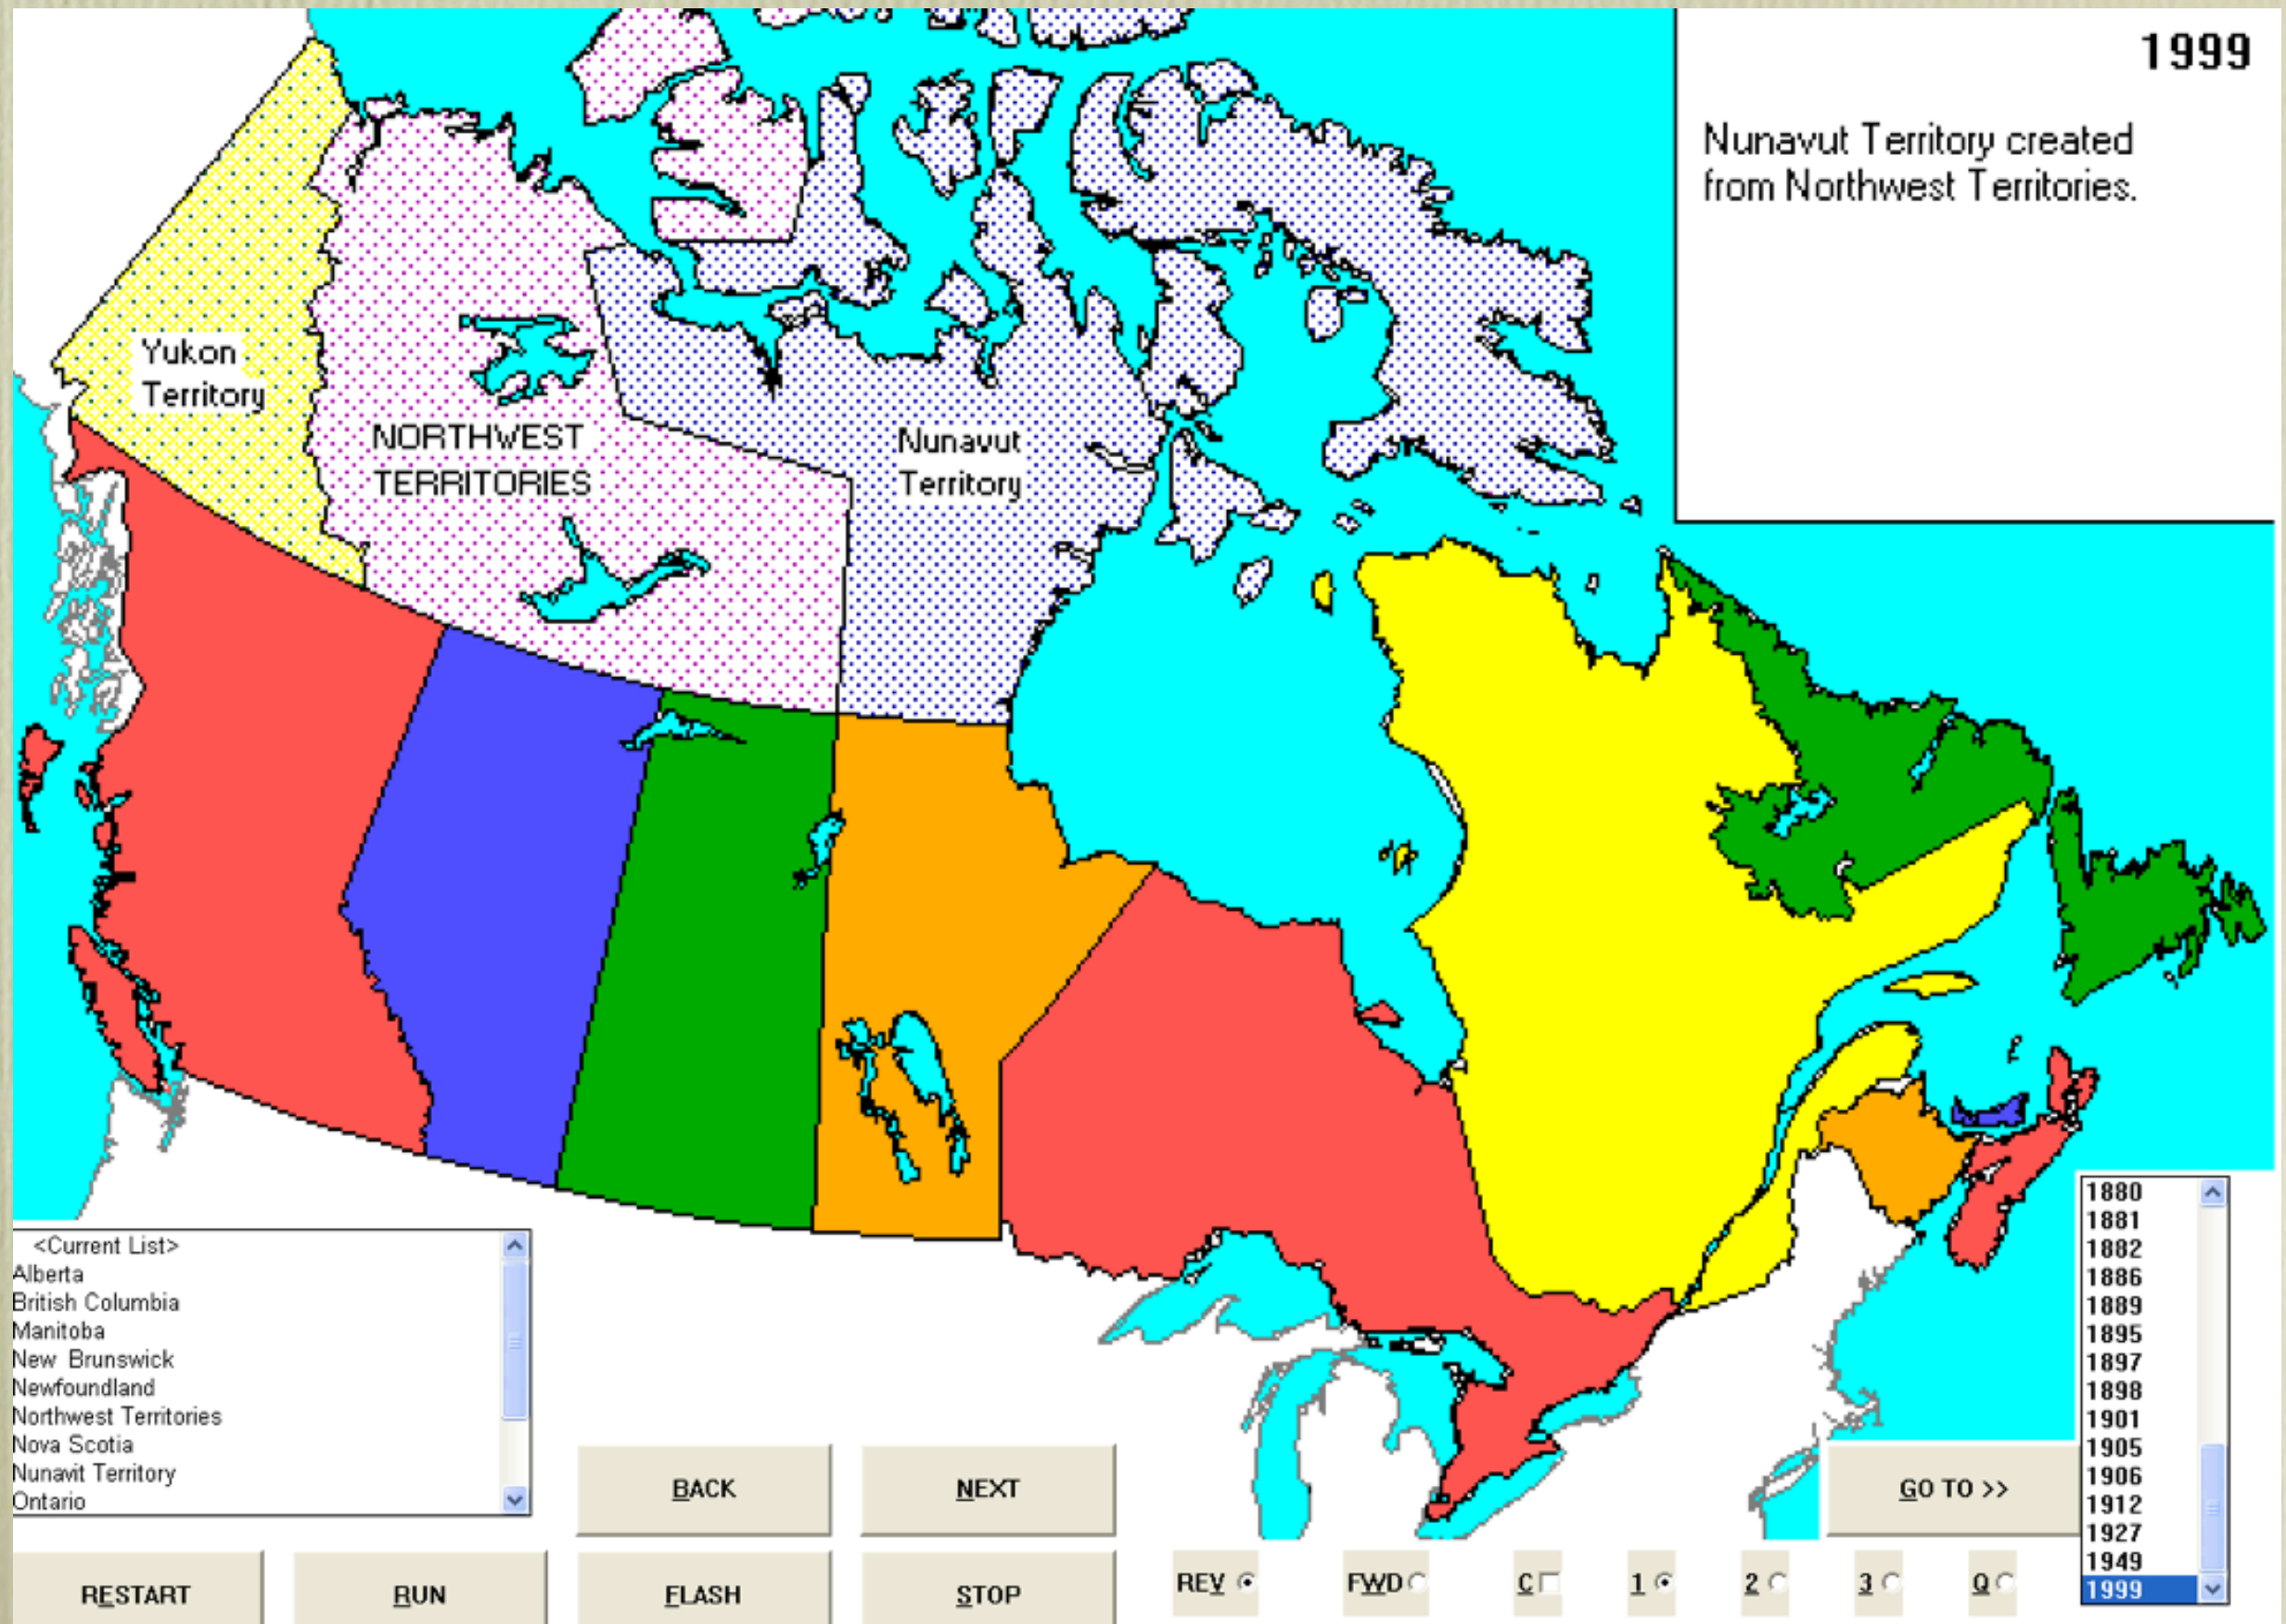 1999
Nunavut Territory created
from Northwest Territories.
Yukon
Territory
NORTHWEST
TERRITORIES
Nunavut
Territory
<Current List>
Alberta
British Columbia
Manitoba
New Brunswick
Newfoundland
Northwest Territories
Nova Scotia
Nunavit Territory
Ontario
1880
1881
1882
1886
1889
1895
1897
1898
1901
1905
1906
1912
1927
1949
1999
BACK
NEXT
GO TO >>
RESTART
RUN
FLASH
STOP
REV
FWD
C
1
2
3
Q